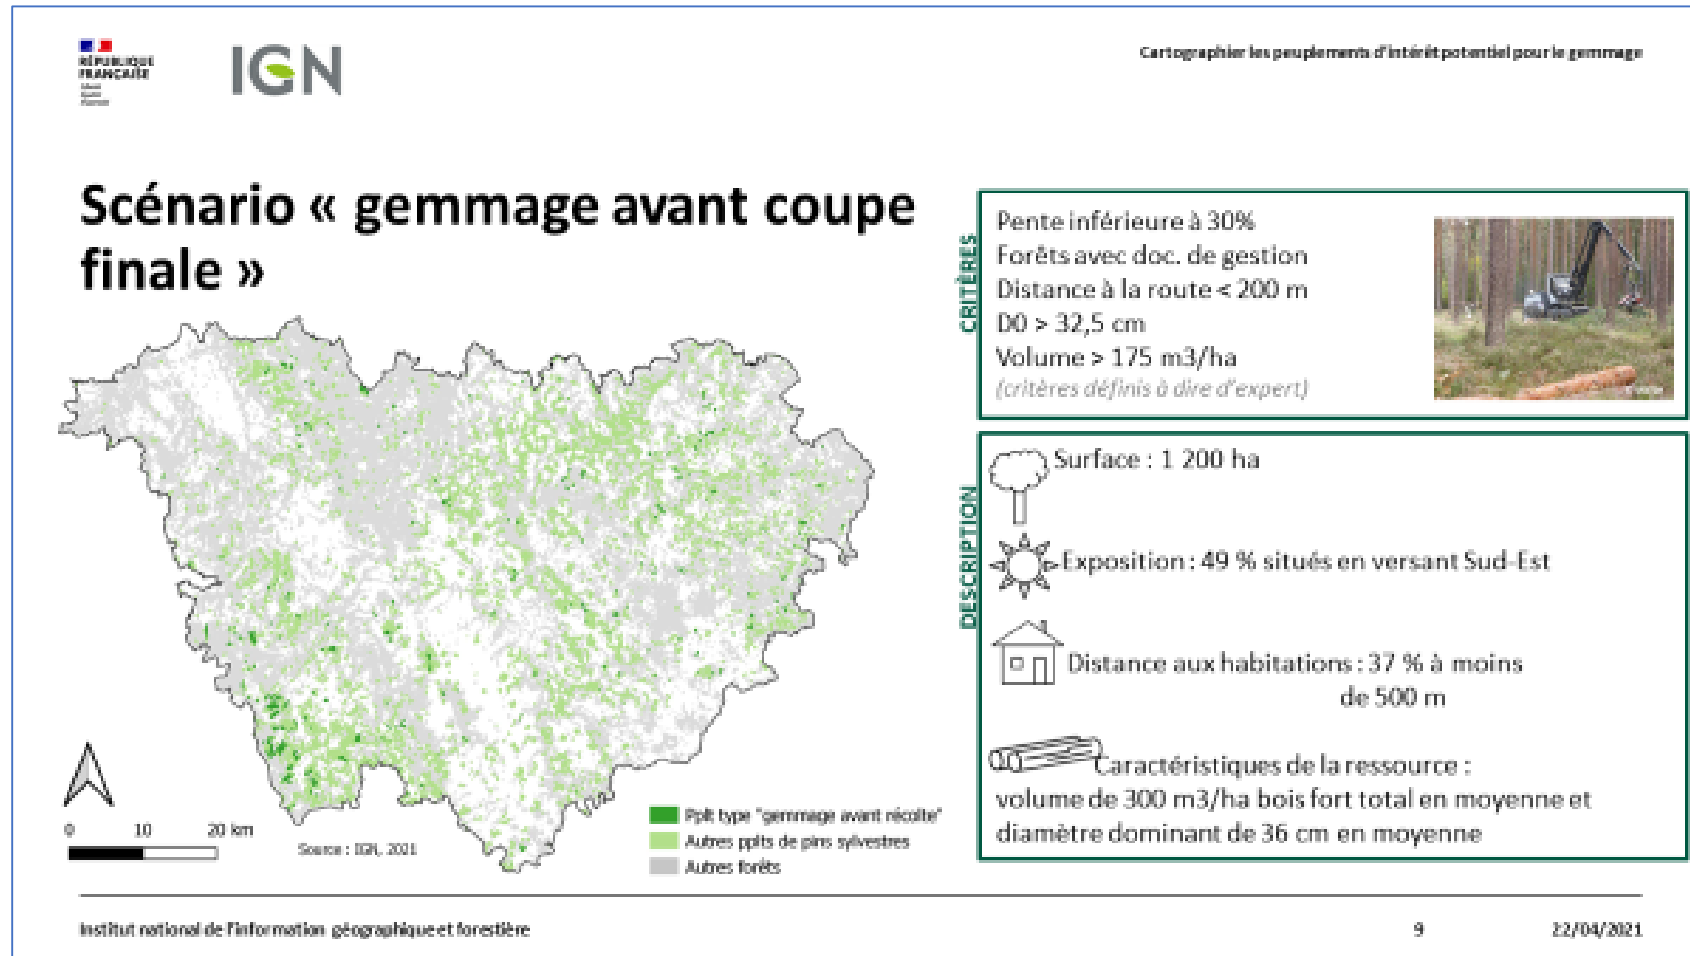 RÉPUBLIQUE
FRANÇAISE
IGN
Cartographier les peuplements d'intérêt potentiel pour le gemmage
Scénario « gemmage avant coupe
finale »
CRITÈRES
Pente inférieure à 30%
Forêts avec doc. de gestion
Distance à la route < 200 m
D0 > 32,5 cm
Volume > 175 m3/ha
(critères définis à dire d'expert)
DESCRIPTION
Surface : 1 200 ha
Exposition : 49 % situés en versant Sud-Est
Distance aux habitations : 37 % à moins
de 500 m
Caractéristiques de la ressource :
volume de 300 m3/ha bois fort total en moyenne et
diamètre dominant de 36 cm en moyenne
0 10 20 km
Source : IGN, 2021
Pplt type "gemmage avant récolte"
Autres pplts de pins sylvestres
Autres forêts
Institut national de l'information géographique et forestière
9
22/04/2021